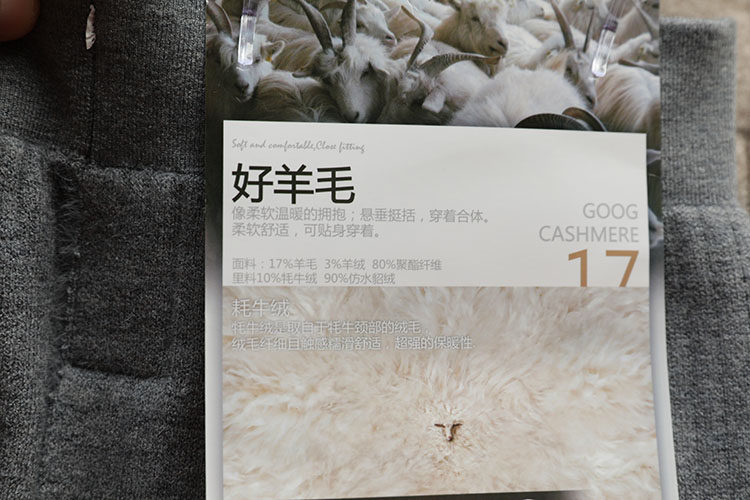 Soft and comfortable,Close fitting
好羊毛
像柔软温暖的拥抱；悬垂挺括，穿着合体。
柔软舒适，可贴身穿着。
GOOG
CASHMERE
17
面料：17%羊毛 3%羊绒 80%聚酯纤维
里料10%牦牛绒 90%仿水貂绒
牦牛绒
牦牛绒是取自于牦牛颈部的绒毛，
绒毛纤细目触感糯滑舒适，超强的保暖性.